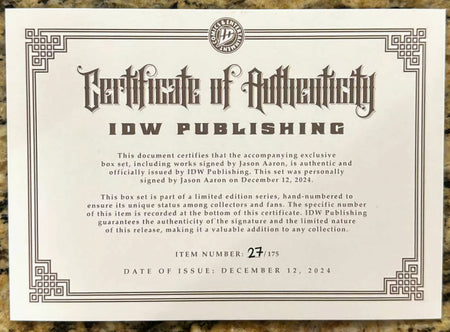 COMICS & ENTERTAINMENT
Certificate of Authenticity
IDW PUBLISHING
This document certifies that the accompanying exclusive
box set, including works signed by Jason Aaron, is authentic and
officially issued by IDW Publishing. This set was personally
signed by Jason Aaron on December 12, 2024.
This box set is part of a limited edition series, hand-numbered to
ensure its unique status among collectors and fans. The specific number
of this item is recorded at the bottom of this certificate. IDW Publishing
guarantees the authenticity of the signature and the limited nature
of this release, making it a valuable addition to any collection.
ITEM NUMBER: 27/175
DATE OF ISSUE: DECEMBER 12, 2024